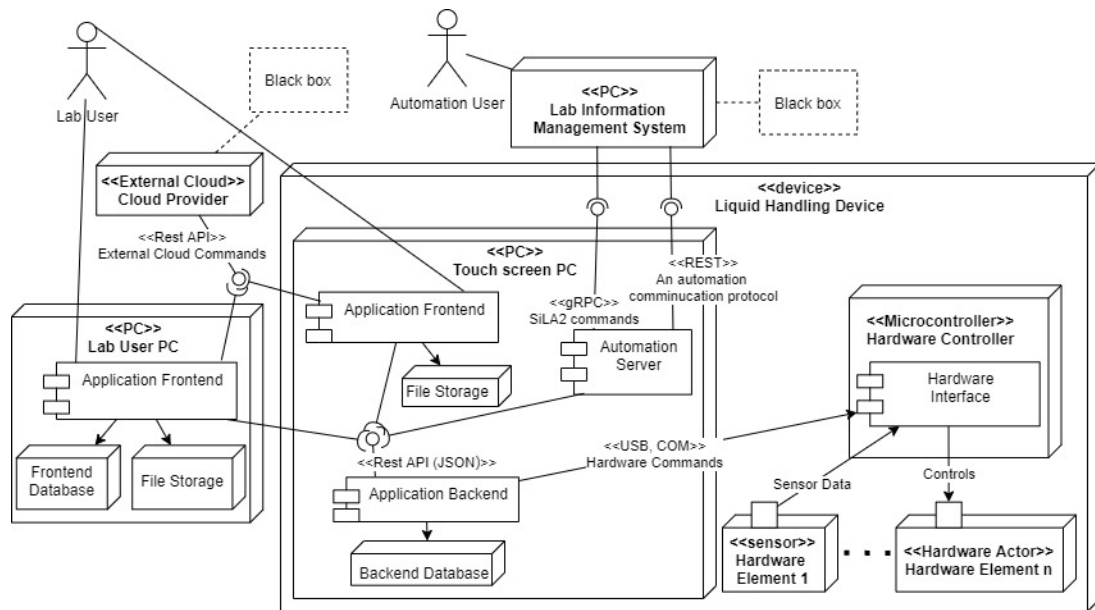 Lab User
Automation User
Black box
<<PC>>
Lab Information
Management System
Black box
<<External Cloud>>
Cloud Provider
<<device>>
Liquid Handling Device
<<Rest API>>
External Cloud Commands
<<PC>>
Touch screen PC
<<REST>>
An automation
comminucation protocol
<<gRPC>>
SiLA2 commands
Application Frontend
File Storage
Automation
Server
<<PC>>
Lab User PC
Application Frontend
Frontend
Database
File Storage
<<Microcontroller>>
Hardware Controller
Hardware
Interface
<<Rest API (JSON)>>
Application Backend
Backend Database
<<USB, COM>>
Hardware Commands
Sensor Data
Controls
<<sensor>>
Hardware
Element 1
<<Hardware Actor>>
Hardware Element n